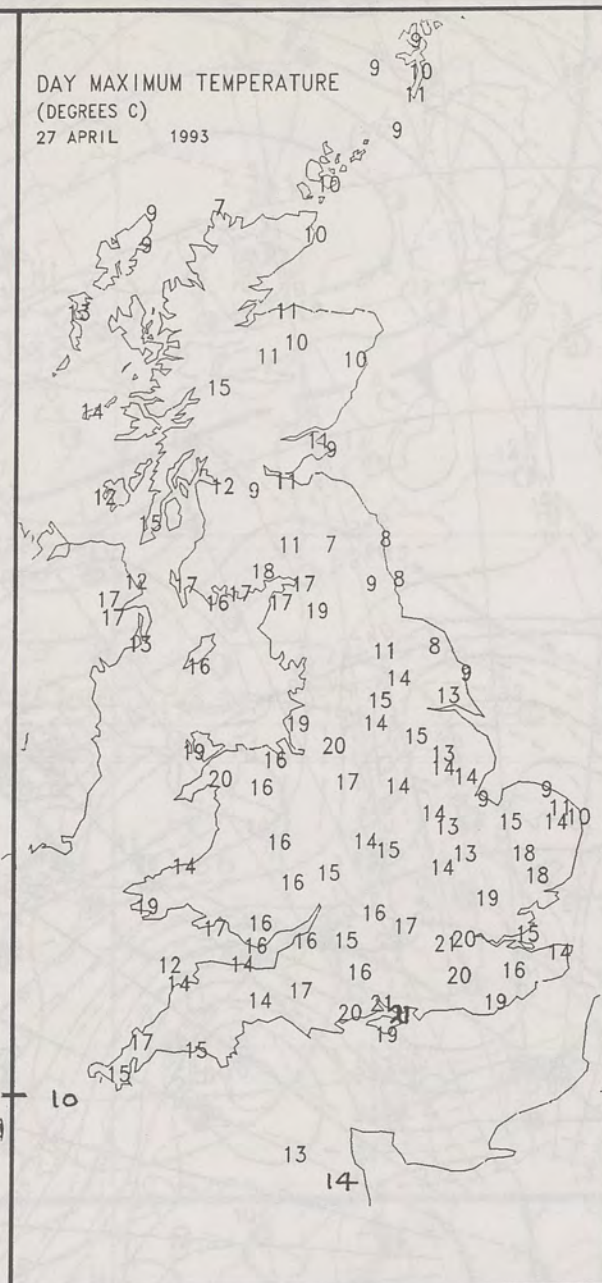 DAY MAXIMUM TEMPERATURE
(DEGREES C)
27 APRIL 1993
9
9 10
11
9
10
9 7
9 10
13 11
10
11 10
15
14
14
9
12 12 9 11
15
11 7 8
12 17 18 17 9 8
17 16 17 17 19
17
13 11 8
16 14 9
15 13
19 14
19 20 15
16 13
20 16 17 14 14 14
9 9
14 13 15 11 14 10
16 14 15 14 13 18
14 16 15 18
19 16 19
17 16 16 15 17 21 20 15
16 14
12 14 16 20 16
14 14 17 20 21 21 19
19
17 15
15
10
13
14